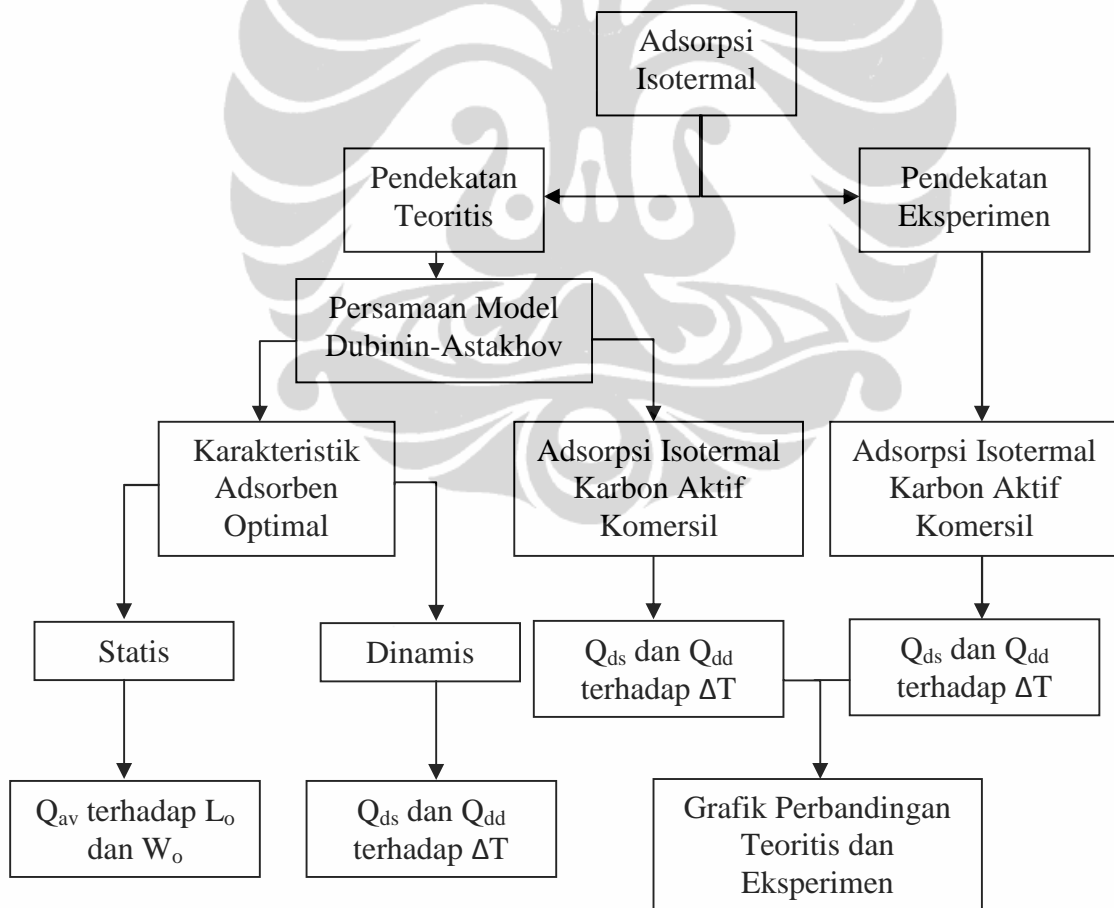 Adsorpsi
Isotermal
Pendekatan
Teoritis
Pendekatan
Eksperimen
Persamaan Model
Dubinin-Astakhov
Karakteristik
Adsorben
Optimal
Adsorpsi Isotermal
Karbon Aktif
Komersil
Adsorpsi Isotermal
Karbon Aktif
Komersil
Statis
Dinamis
Qds dan Qdd
terhadap ΔT
Qds dan Qdd
terhadap ΔT
Qav terhadap Lo
dan Wo
Qds dan Qdd
terhadap ΔT
Grafik Perbandingan
Teoritis dan
Eksperimen